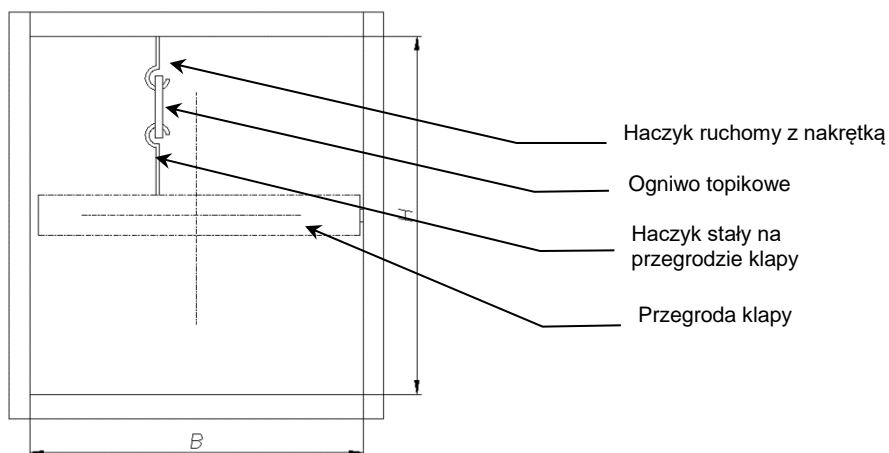 Haczyk ruchomy z nakrętką
Ogniwo topikowe
H
Haczyk stały na
przegrodzie klapy
Przegroda klapy
B